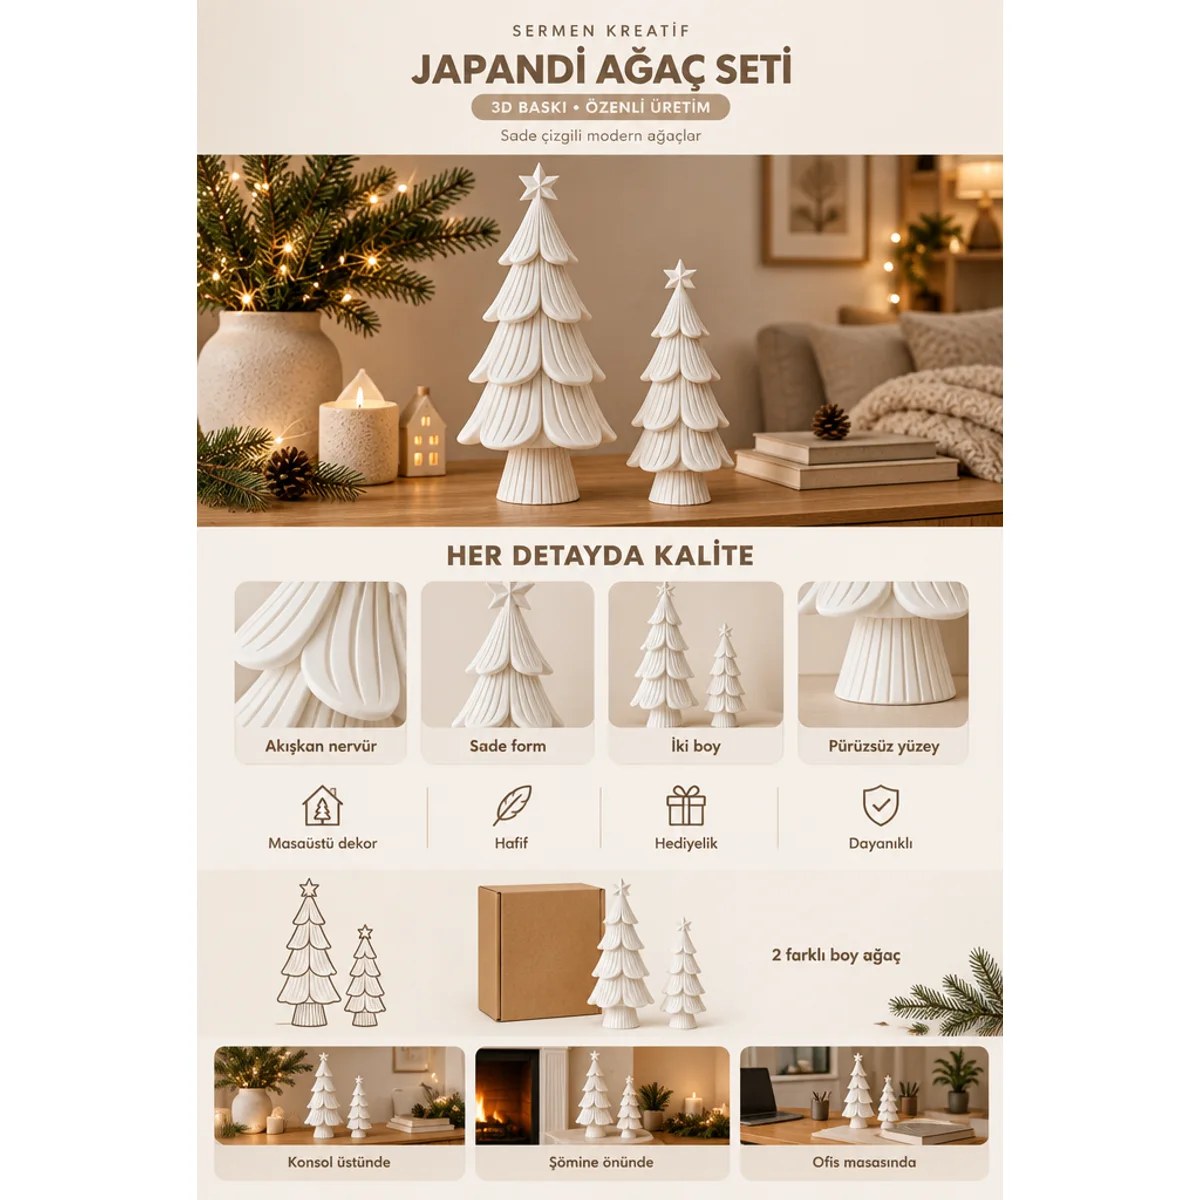 SERMEN KREATİF
JAPANDİ AĞAÇ SETİ
3D BASKI • ÖZENLİ ÜRETİM
Sade çizgili modern ağaçlar
HER DETAYDA KALİTE
Akışkan nervür
Sade form
İki boy
Pürüzsüz yüzey
Masaüstü dekor
Hafif
Hediyelik
Dayanıklı
2 farklı boy ağaç
Konsol üstünde
Şömine önünde
Ofis masasında